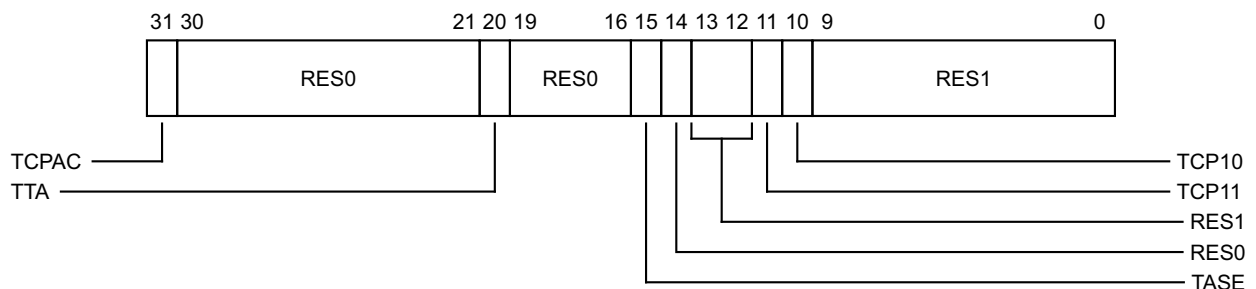 31 30 21 20 19 16 15 14 13 12 11 10 9 0
RES0 RES0 RES1
TCPAC TCP10
TTA TCP11
RES1
RES0
TASE